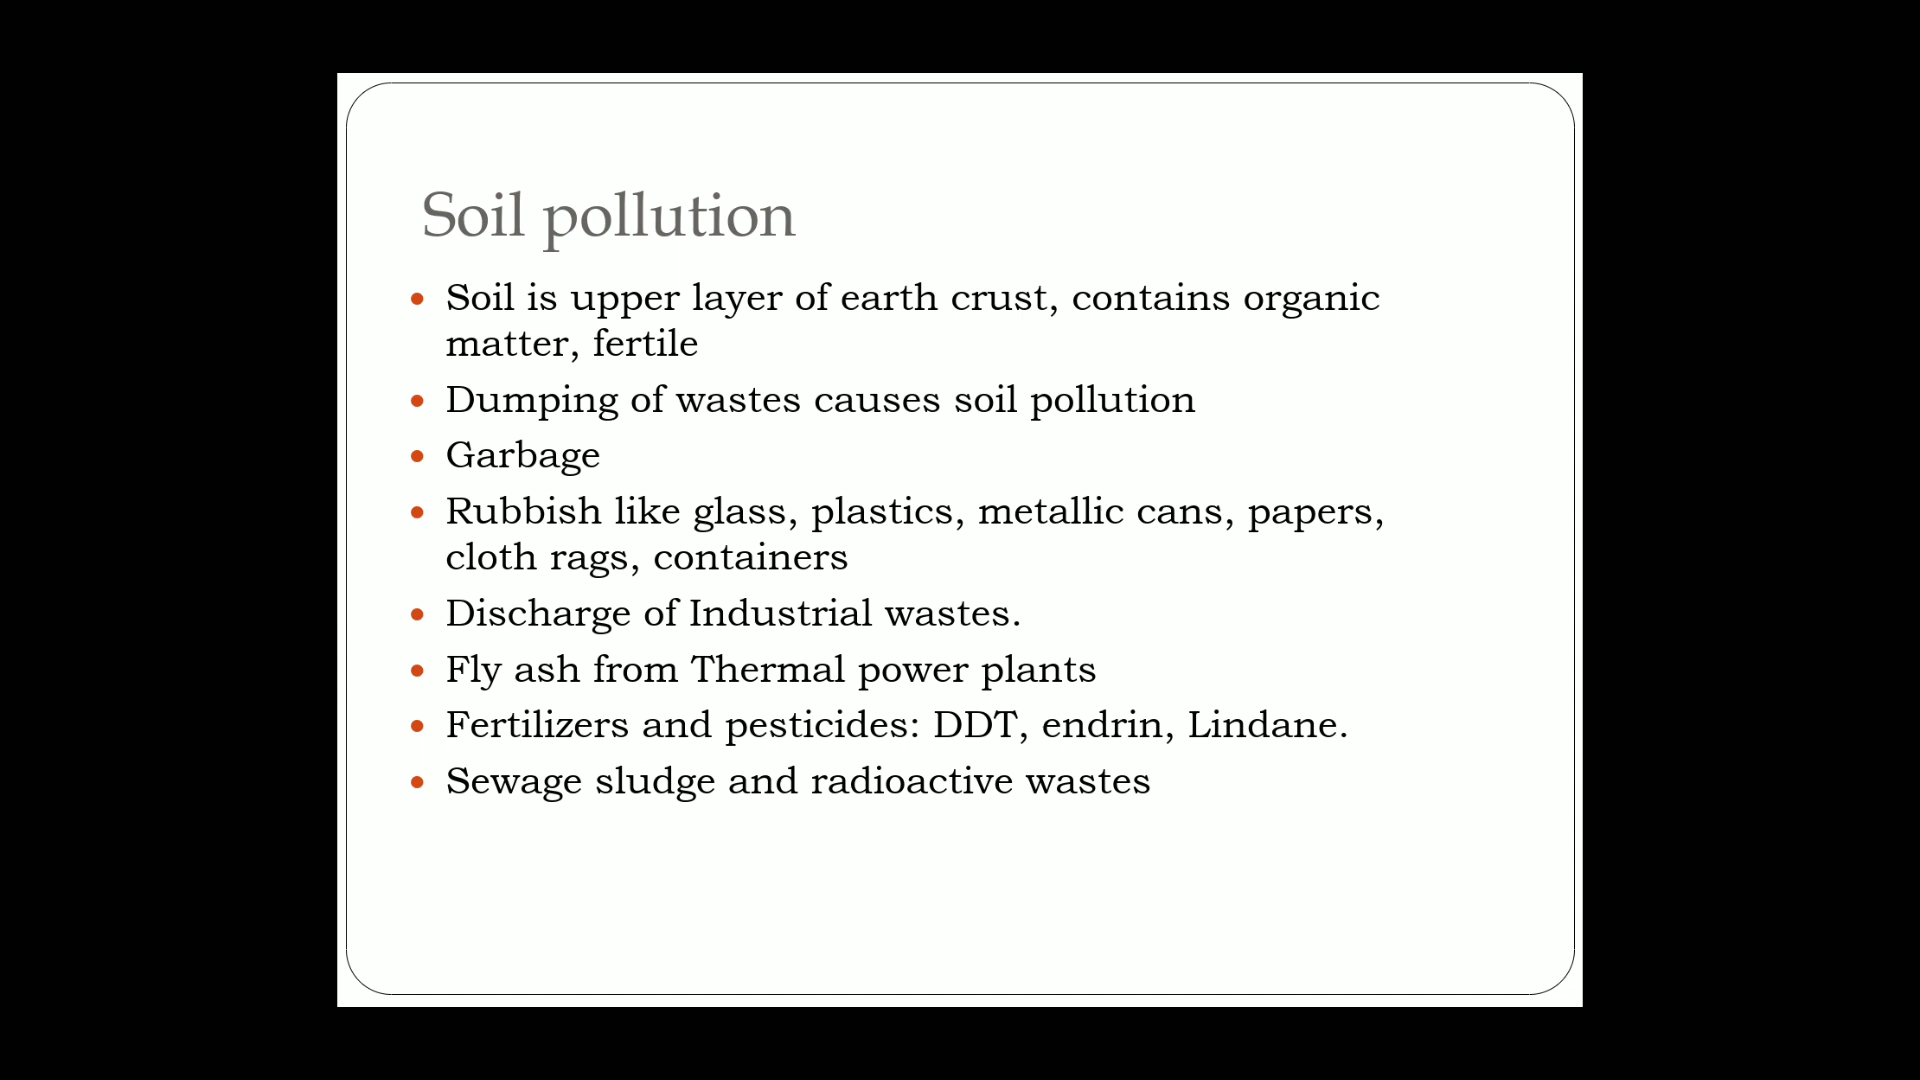 Soil pollution
• Soil is upper layer of earth crust, contains organic
matter, fertile
• Dumping of wastes causes soil pollution
• Garbage
• Rubbish like glass, plastics, metallic cans, papers,
cloth rags, containers
• Discharge of Industrial wastes.
• Fly ash from Thermal power plants
• Fertilizers and pesticides: DDT, endrin, Lindane.
• Sewage sludge and radioactive wastes